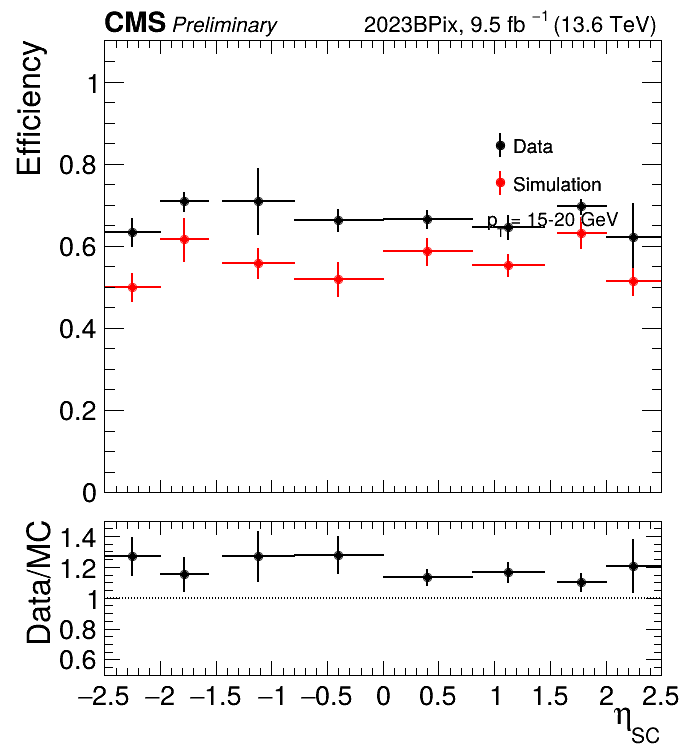 CMS Preliminary 2023BPix, 9.5 fb⁻¹ (13.6 TeV)
Efficiency
1
0.8
0.6
0.4
0.2
0
Data
Simulation
p_T = 15-20 GeV
Data/MC
1.4
1.2
1
0.8
0.6
−2.5 −2 −1.5 −1 −0.5 0 0.5 1 1.5 2 2.5
η_SC